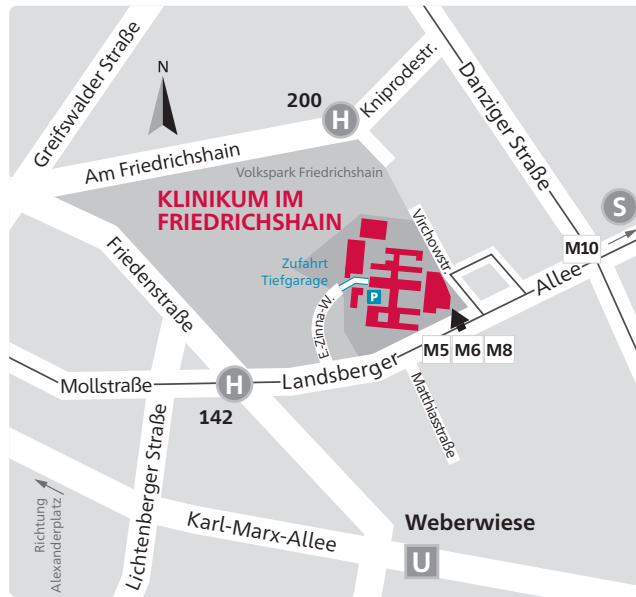 Greifswalder Straße
N
200
H
Kniprodestr.
Danziger Straße
Am Friedrichshain
Volkspark Friedrichshain
KLINIKUM IM
FRIEDRICHSHAIN
Virchowstr.
S
M10
Friedenstraße
Zufahrt
Tiefgarage
P
E.-Zinna-W.
Landsberger
Allee
M5
M6
M8
Mollstraße
H
142
Matthiasstraße
Lichtenberger Straße
Richtung
Alexanderplatz
Karl-Marx-Allee
Weberwiese
U